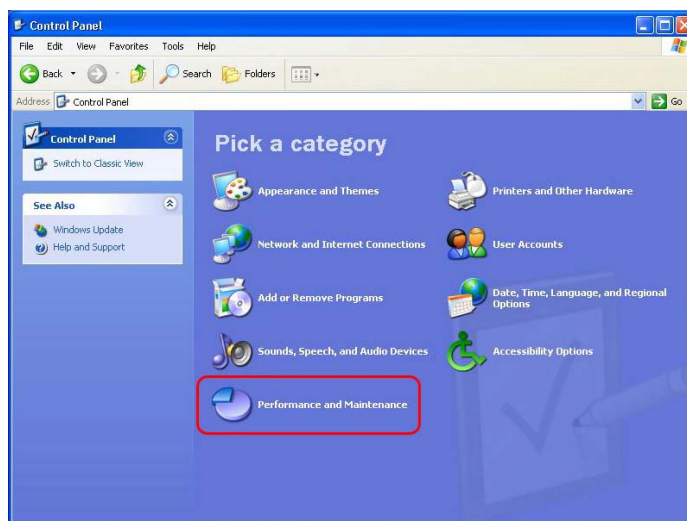 Control Panel
File Edit View Favorites Tools Help
Back Search Folders
Address Control Panel Go
Control Panel
Switch to Classic View
See Also
Windows Update
Help and Support
Pick a category
Appearance and Themes
Printers and Other Hardware
Network and Internet Connections
User Accounts
Add or Remove Programs
Date, Time, Language, and Regional
Options
Sounds, Speech, and Audio Devices
Accessibility Options
Performance and Maintenance